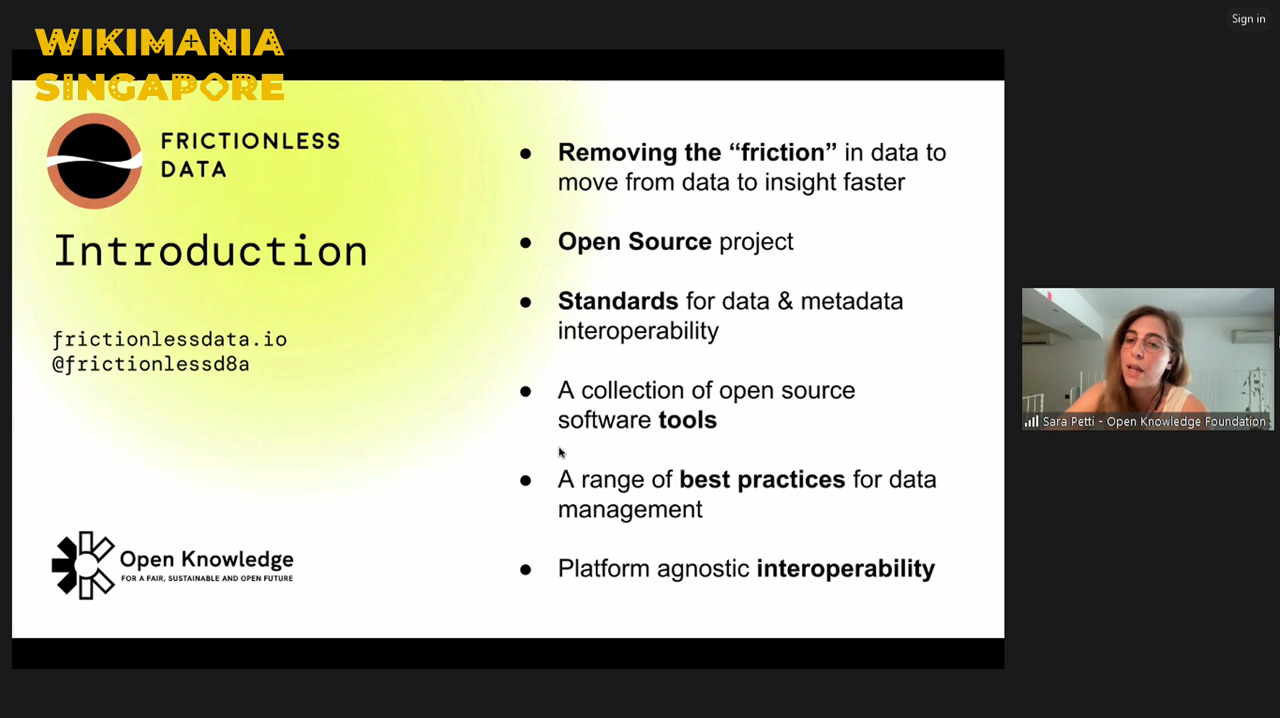 Sign in
WIKIMANIA
SINGAPORE
FRICTIONLESS
DATA
Introduction
frictionlessdata.io
@frictionlessd8a
Open Knowledge
FOR A FAIR, SUSTAINABLE AND OPEN FUTURE
● Removing the “friction” in data to
move from data to insight faster
● Open Source project
● Standards for data & metadata
interoperability
● A collection of open source
software tools
● A range of best practices for data
management
● Platform agnostic interoperability
Sara Petti - Open Knowledge Foundation